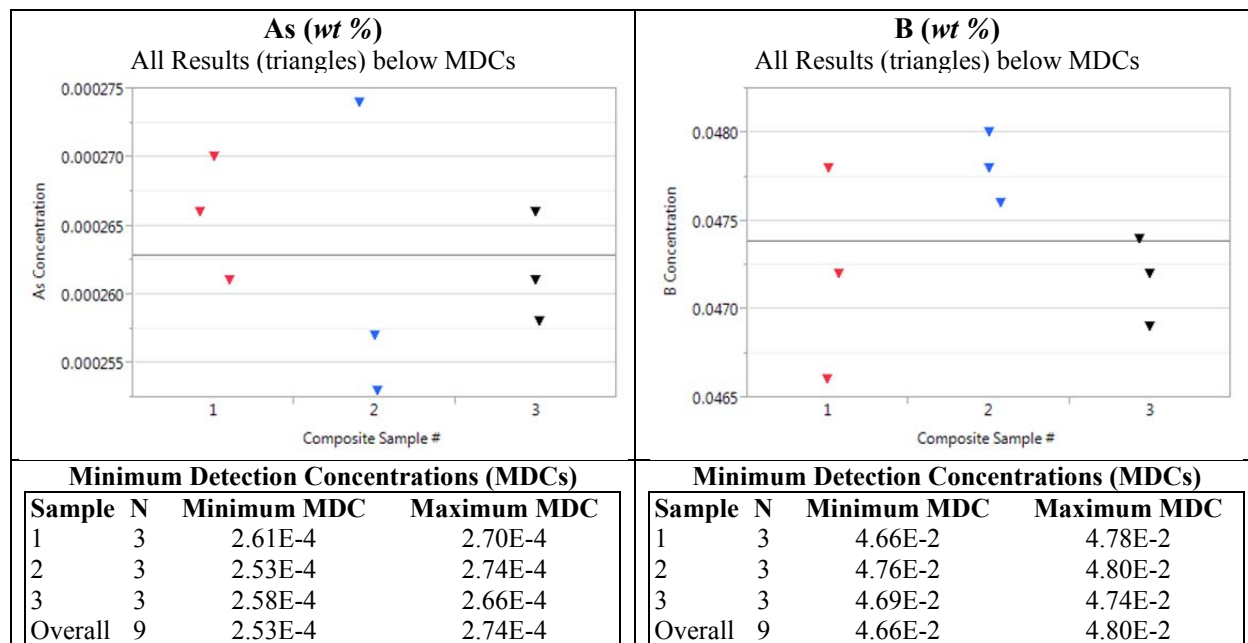 As (wt %)
All Results (triangles) below MDCs
0.000275
0.000270
0.000265
0.000260
0.000255
As Concentration
1 2 3
Composite Sample #
Minimum Detection Concentrations (MDCs)
Sample N Minimum MDC Maximum MDC
1 3 2.61E-4 2.70E-4
2 3 2.53E-4 2.74E-4
3 3 2.58E-4 2.66E-4
Overall 9 2.53E-4 2.74E-4
B (wt %)
All Results (triangles) below MDCs
0.0480
0.0475
0.0470
0.0465
B Concentration
1 2 3
Composite Sample #
Minimum Detection Concentrations (MDCs)
Sample N Minimum MDC Maximum MDC
1 3 4.66E-2 4.78E-2
2 3 4.76E-2 4.80E-2
3 3 4.69E-2 4.74E-2
Overall 9 4.66E-2 4.80E-2